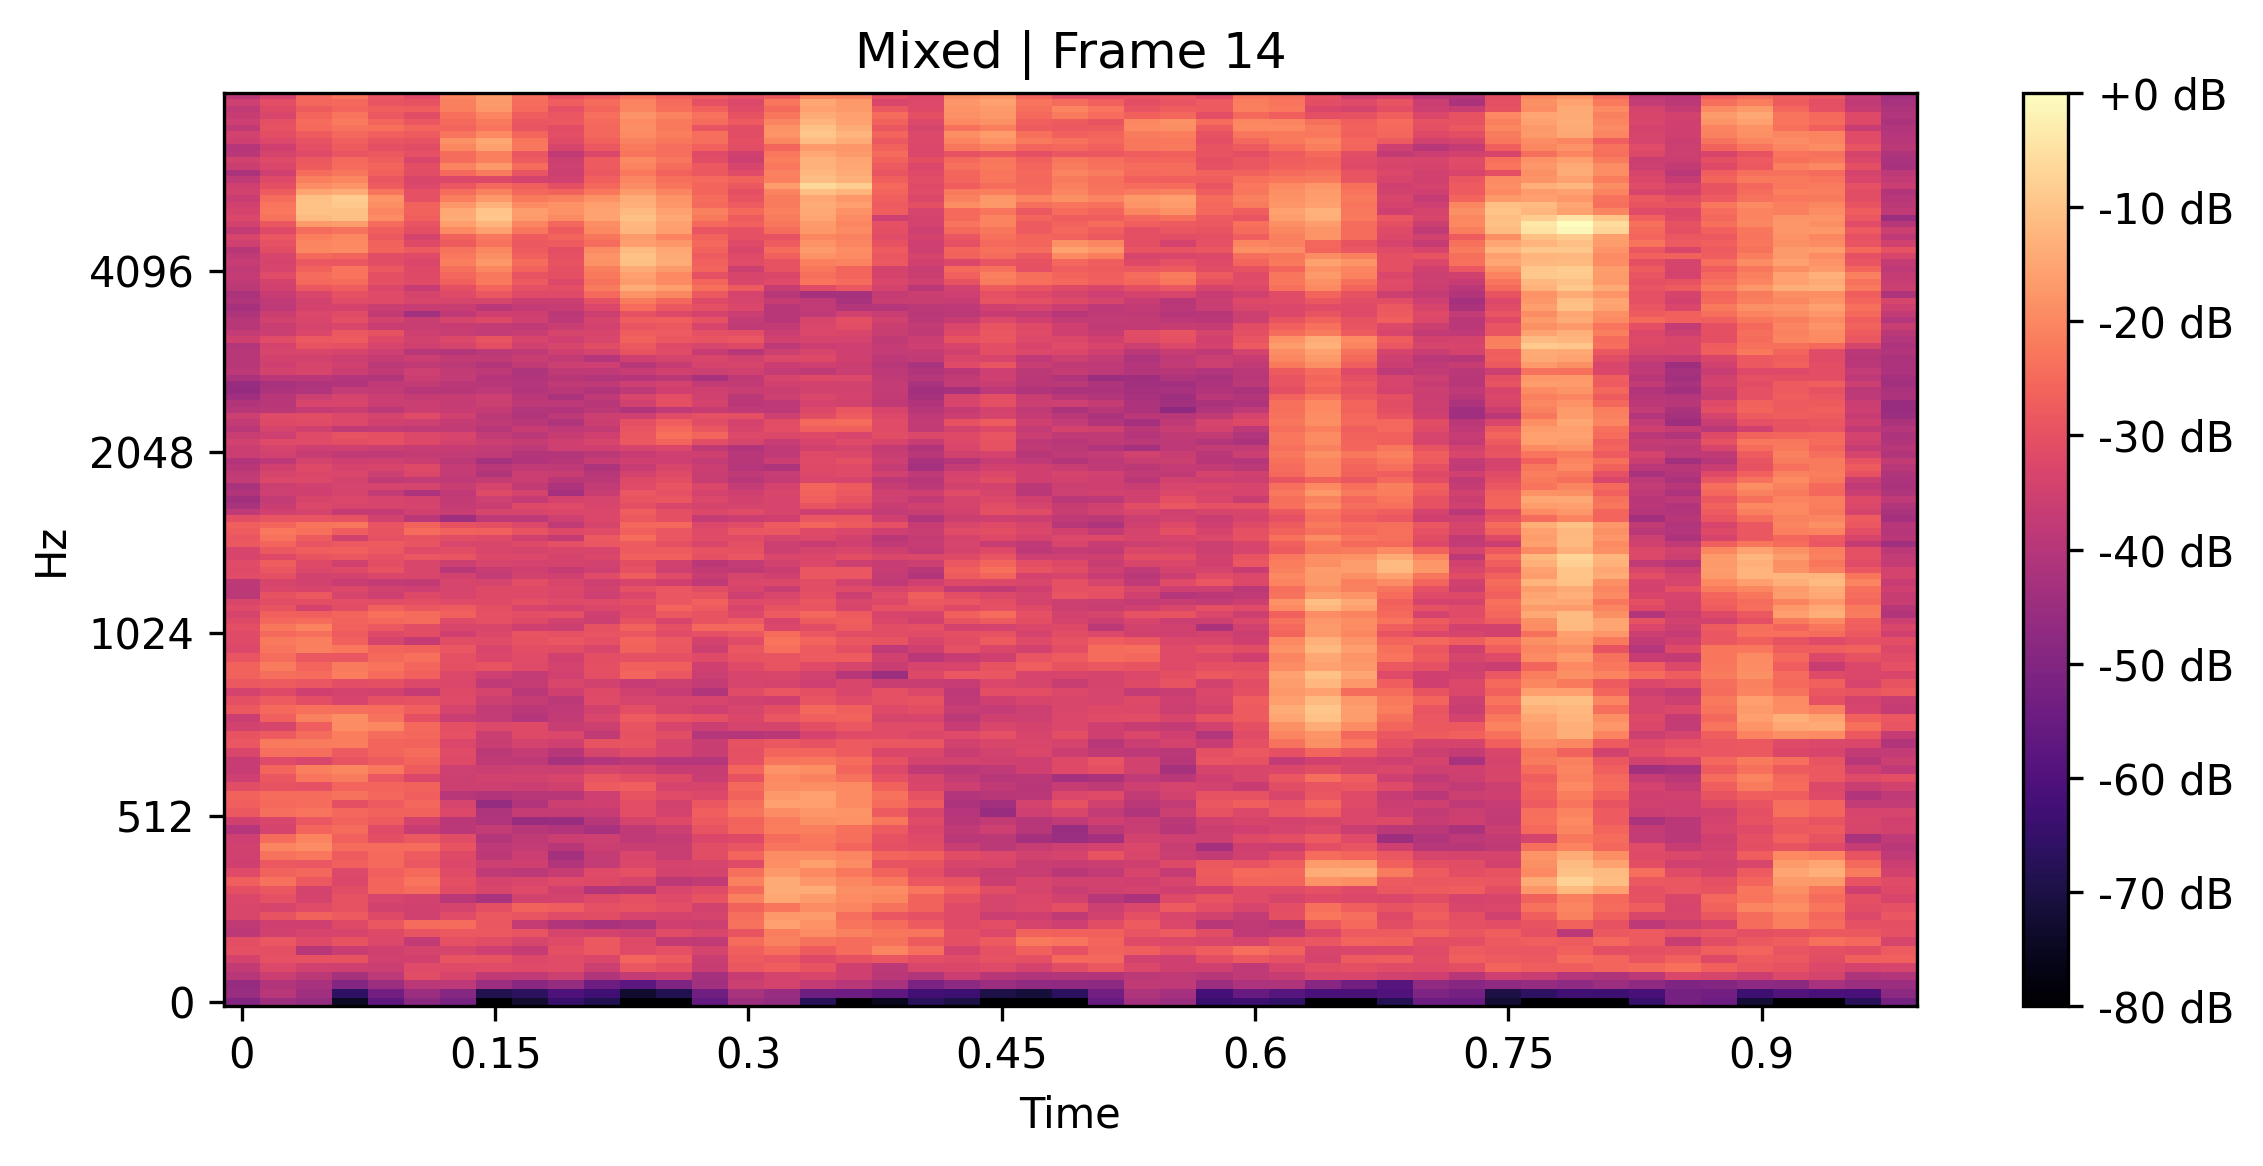 Mixed | Frame 14
Hz
4096
2048
1024
512
0
0 0.15 0.3 0.45 0.6 0.75 0.9
Time
+0 dB
-10 dB
-20 dB
-30 dB
-40 dB
-50 dB
-60 dB
-70 dB
-80 dB